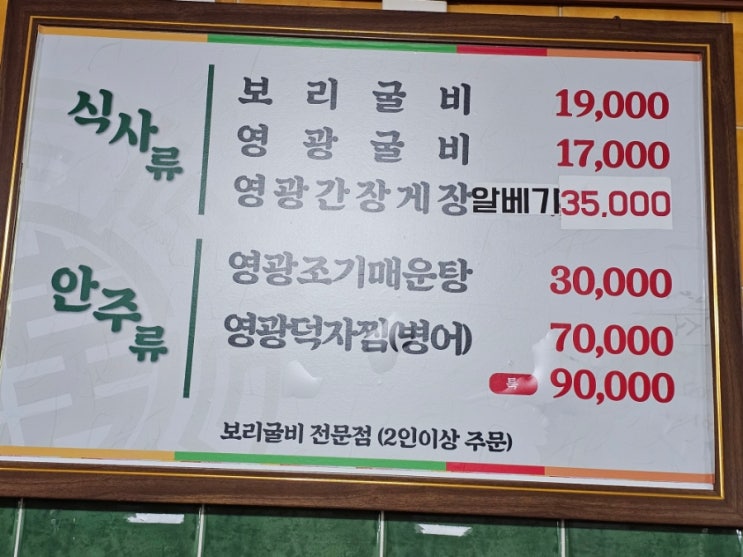 식사류
보리굴비 19,000
영광굴비 17,000
영광간장게장알베기 35,000
안주류
영광조기매운탕 30,000
영광덕자찜(병어) 70,000
특 90,000
보리굴비 전문점 (2인이상 주문)